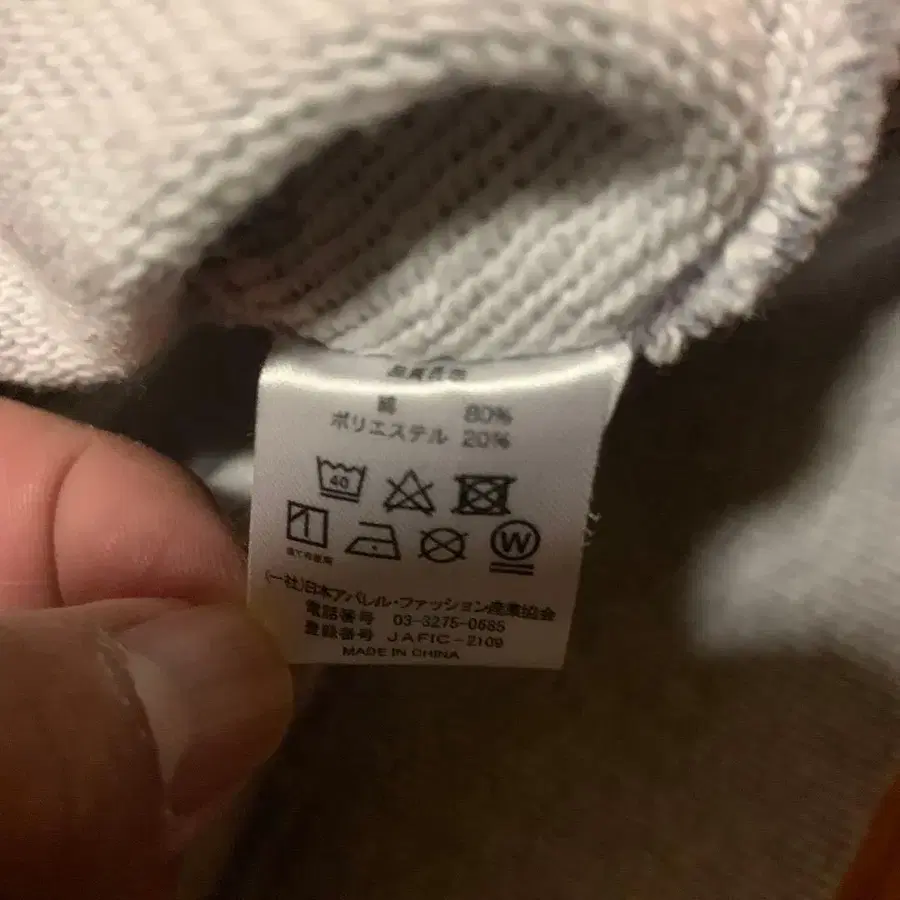 綿 80%
ポリエステル 20%
40
W
(一社)日本アパレル・ファッション産業協会
電話番号 03-3275-0685
登録番号 JAFIC-2109
MADE IN CHINA